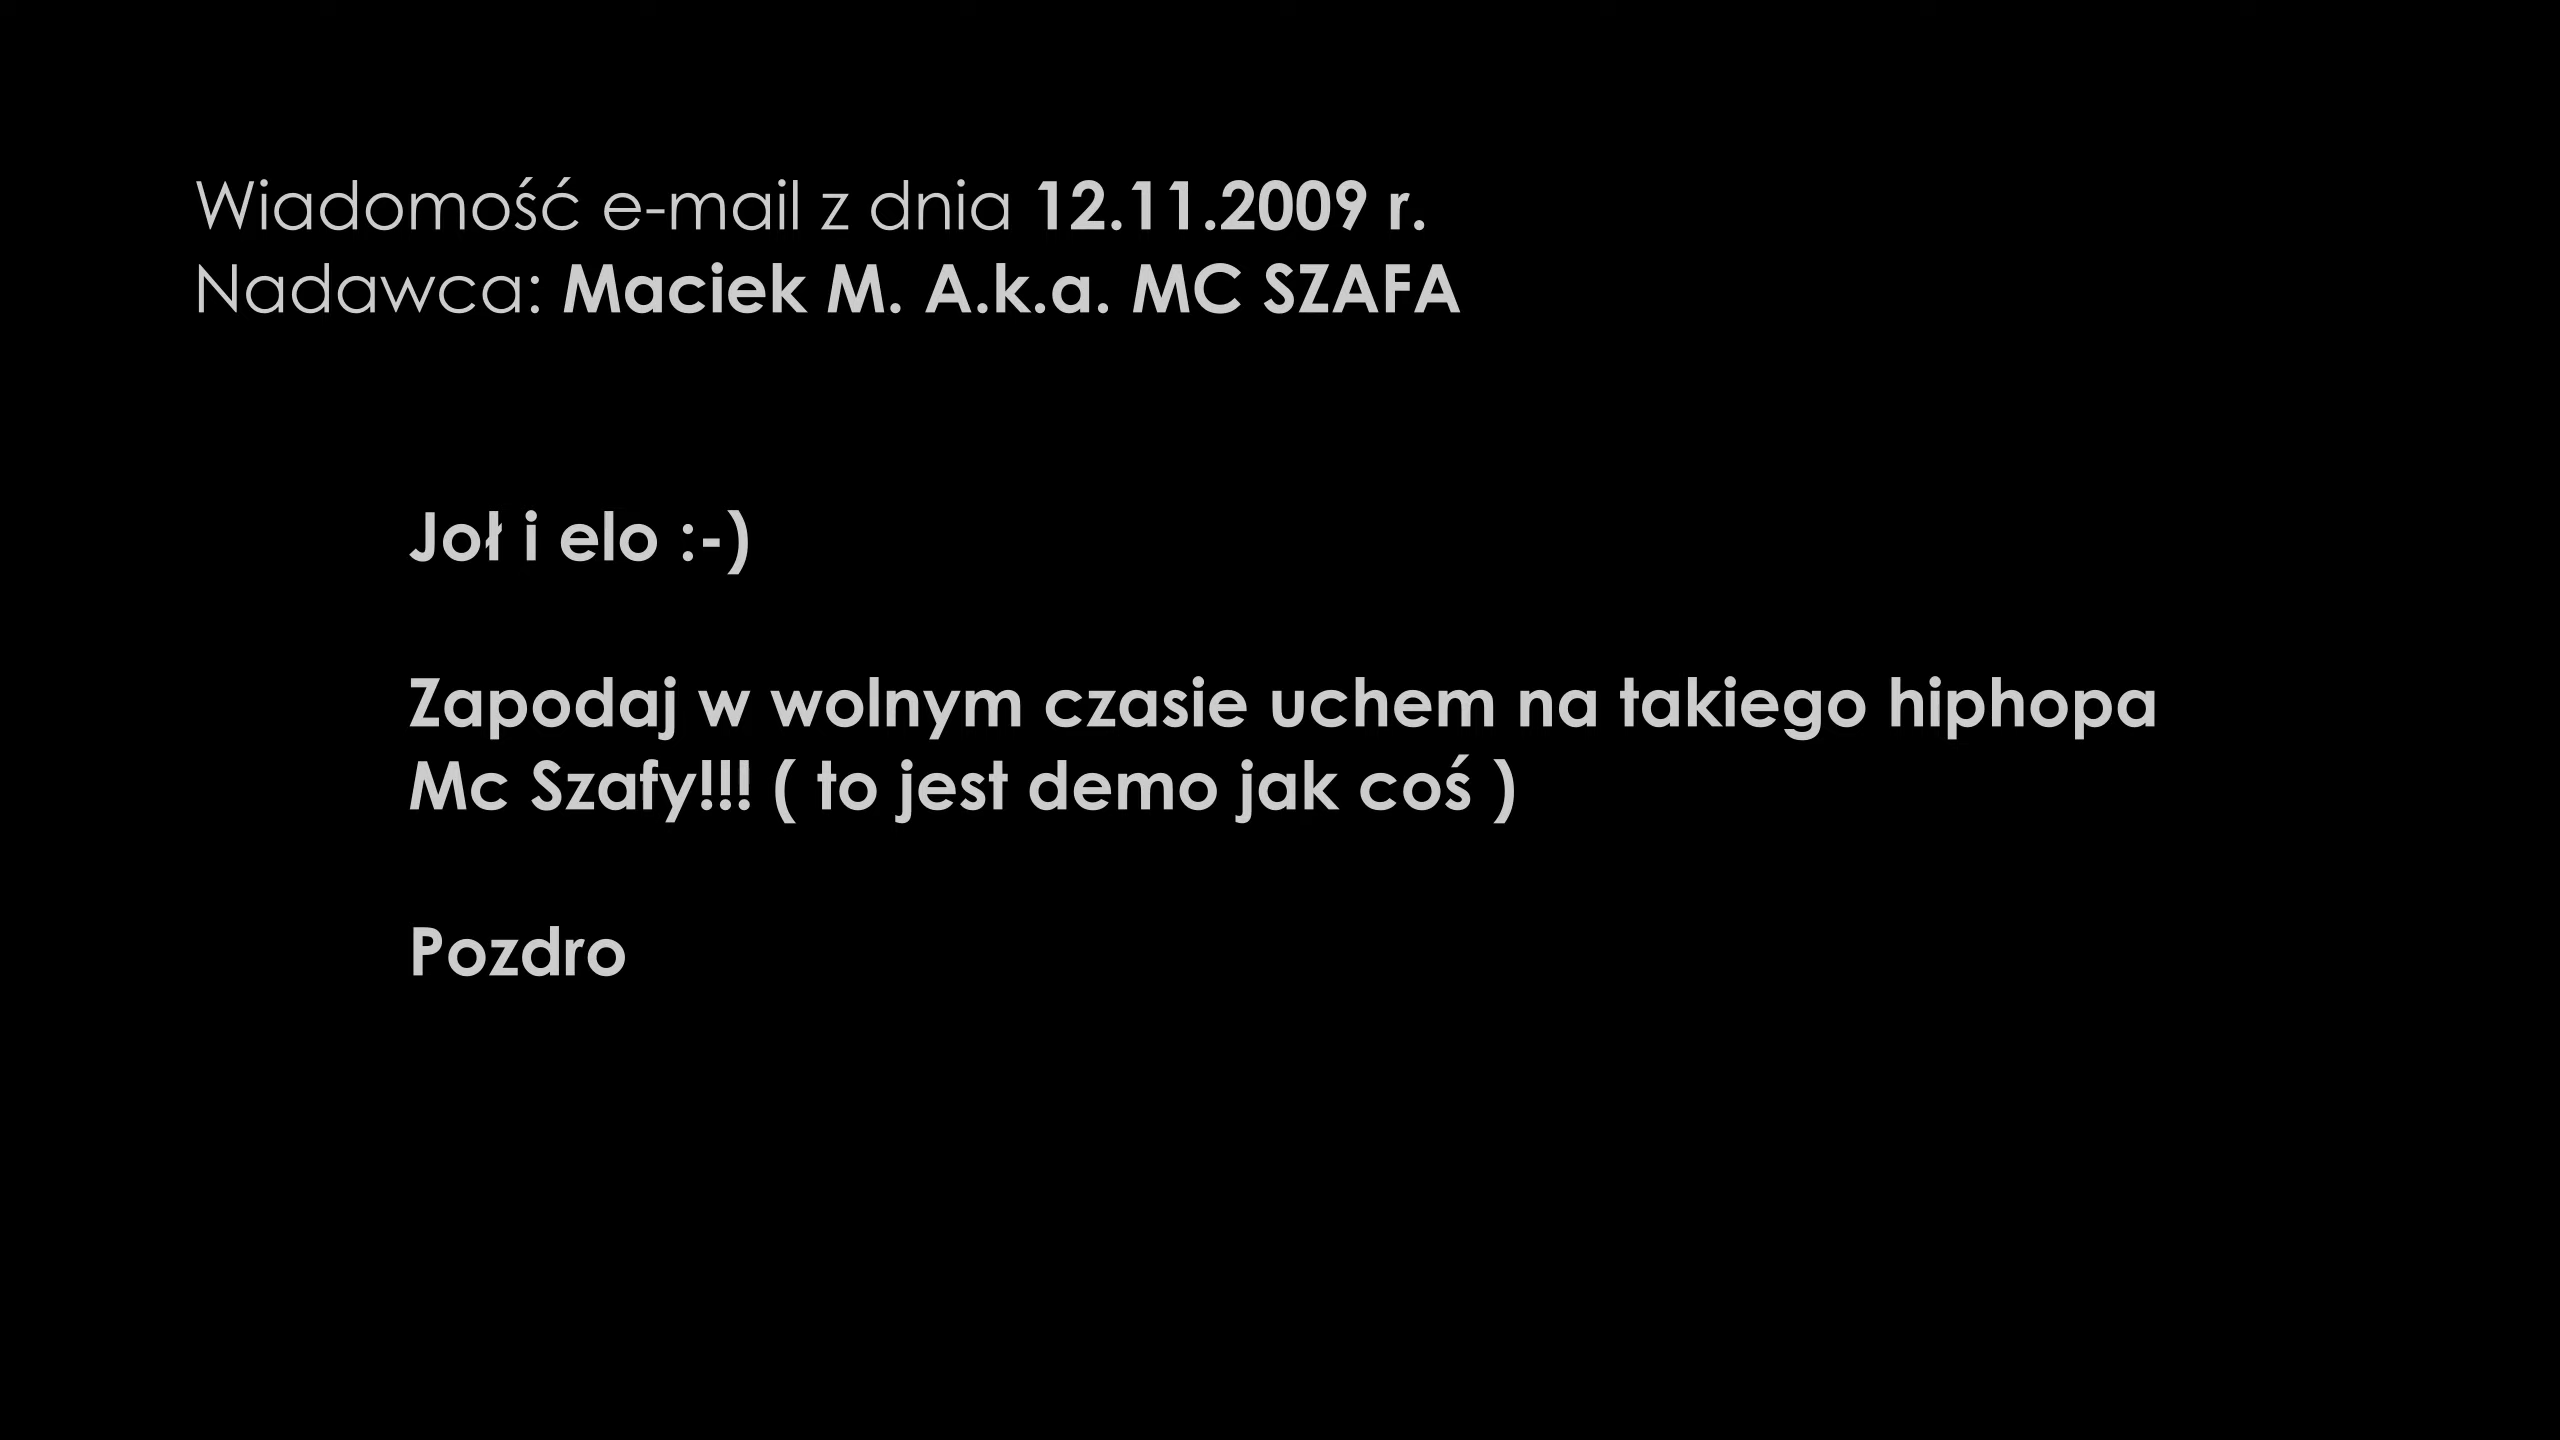 Wiadomość e-mail z dnia 12.11.2009 r.
Nadawca: Maciek M. A.k.a. MC SZAFA
Joł i elo :-)
Zapodaj w wolnym czasie uchem na takiego hiphopa
Mc Szafy!!! ( to jest demo jak coś )
Pozdro